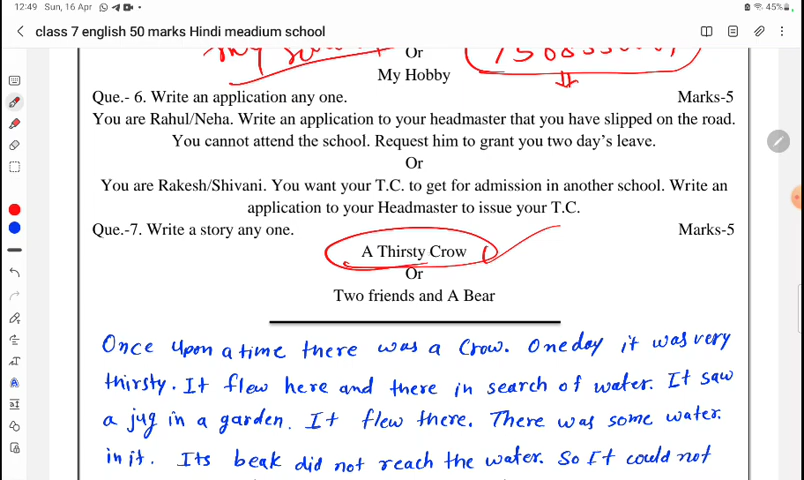 12:49 Sun, 16 Apr
45%
class 7 english 50 marks Hindi meadium school
Or
My Hobby
Que.- 6. Write an application any one. Marks-5
You are Rahul/Neha. Write an application to your headmaster that you have slipped on the road.
You cannot attend the school. Request him to grant you two day's leave.
Or
You are Rakesh/Shivani. You want your T.C. to get for admission in another school. Write an
application to your Headmaster to issue your T.C.
Que.-7. Write a story any one. Marks-5
A Thirsty Crow
Or
Two friends and A Bear
Once upon a time there was a Crow. One day it was very
thirsty. It flew here and there in search of water. It saw
a jug in a garden. It flew there. There was some water.
in it. Its beak did not reach the water. So It could not